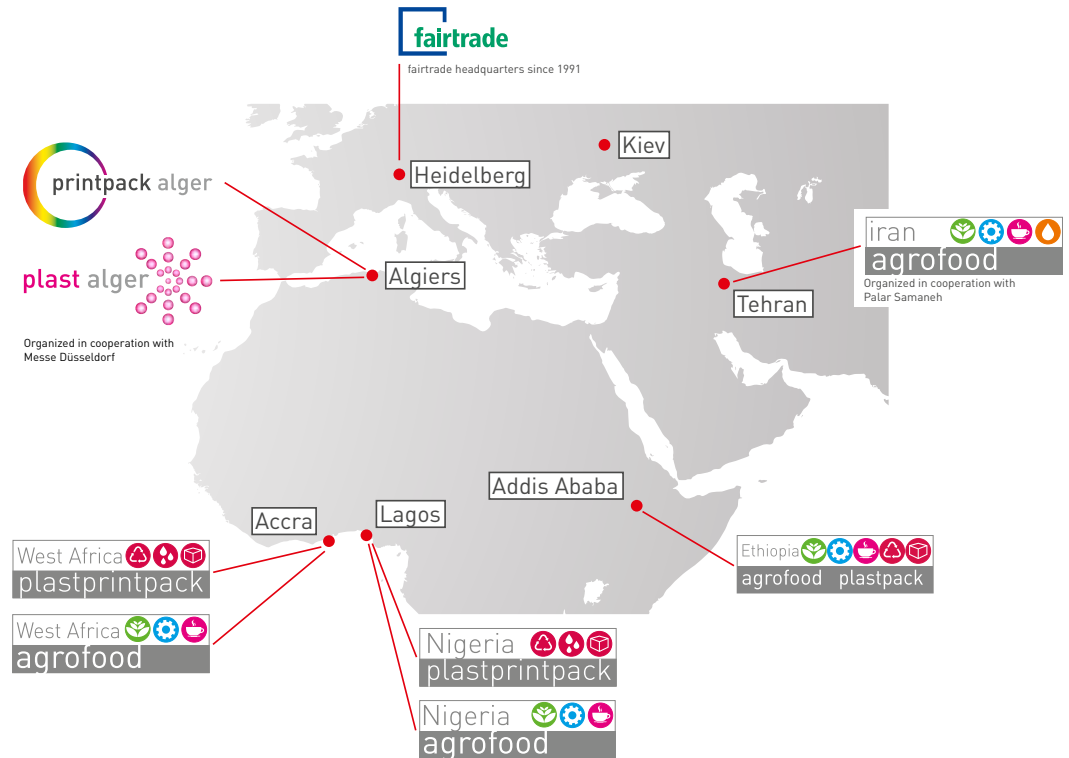 fairtrade
fairtrade headquarters since 1991
Kiev
Heidelberg
printpack alger
iran
agrofood
Organized in cooperation with
Palar Samaneh
Algiers
plast alger
Tehran
Organized in cooperation with
Messe Düsseldorf
Addis Ababa
Accra
Lagos
West Africa
plastprintpack
Ethiopia
agrofood plastpack
West Africa
agrofood
Nigeria
plastprintpack
Nigeria
agrofood